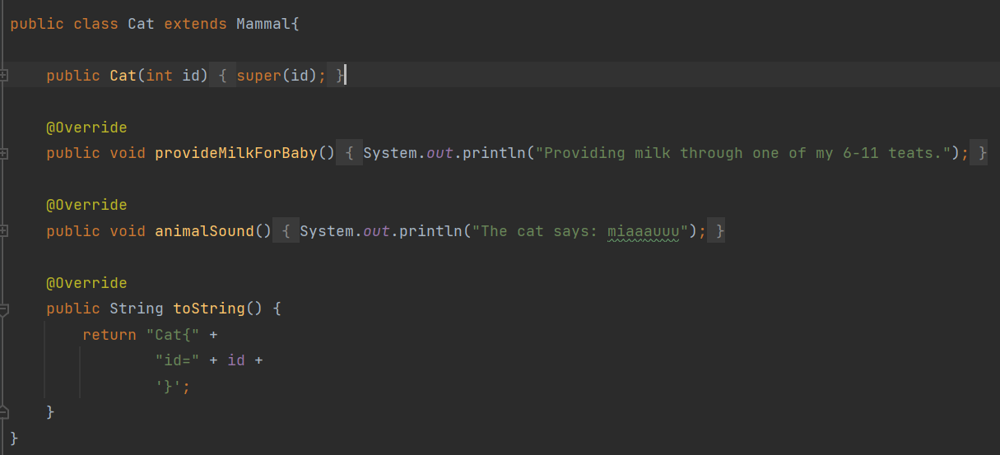 public class Cat extends Mammal{
public Cat(int id) { super(id); }
@Override
public void provideMilkForBaby() { System.out.println("Providing milk through one of my 6-11 teats."); }
@Override
public void animalSound() { System.out.println("The cat says: miaaauuu"); }
@Override
public String toString() {
return "Cat{" +
"id=" + id +
'}';
}
}